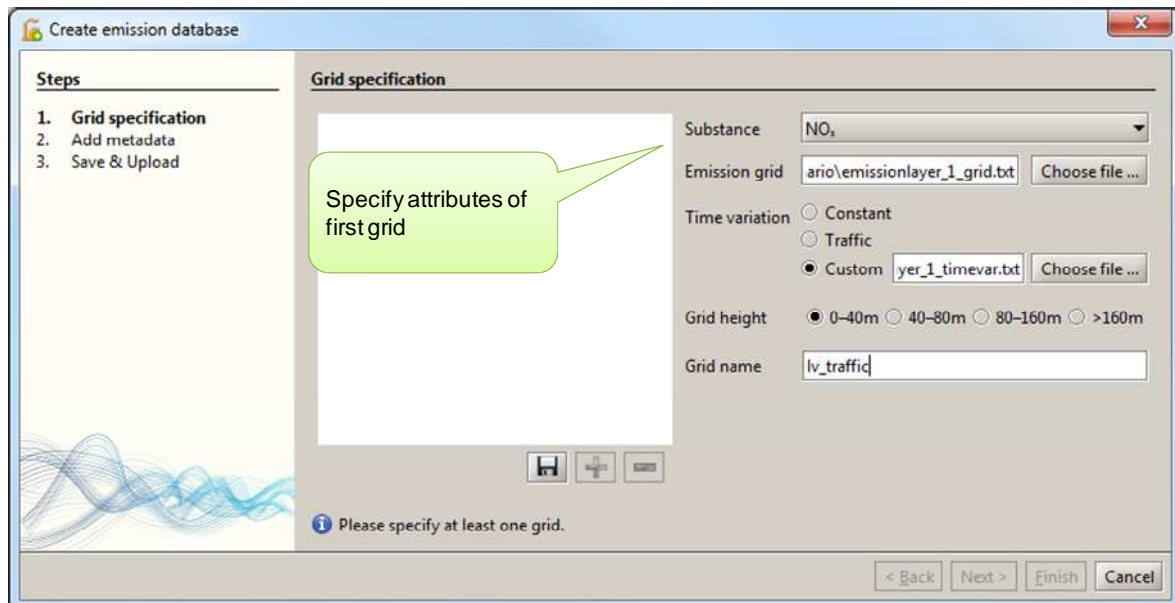 Create emission database
Steps
1. Grid specification
2. Add metadata
3. Save & Upload
Grid specification
Specify attributes of
first grid
Substance NOₓ
Emission grid ario\emissionlayer_1_grid.txt Choose file ...
Time variation Constant
Traffic
Custom yer_1_timevar.txt Choose file ...
Grid height 0–40m 40–80m 80–160m >160m
Grid name lv_traffic
Please specify at least one grid.
< Back Next > Finish Cancel